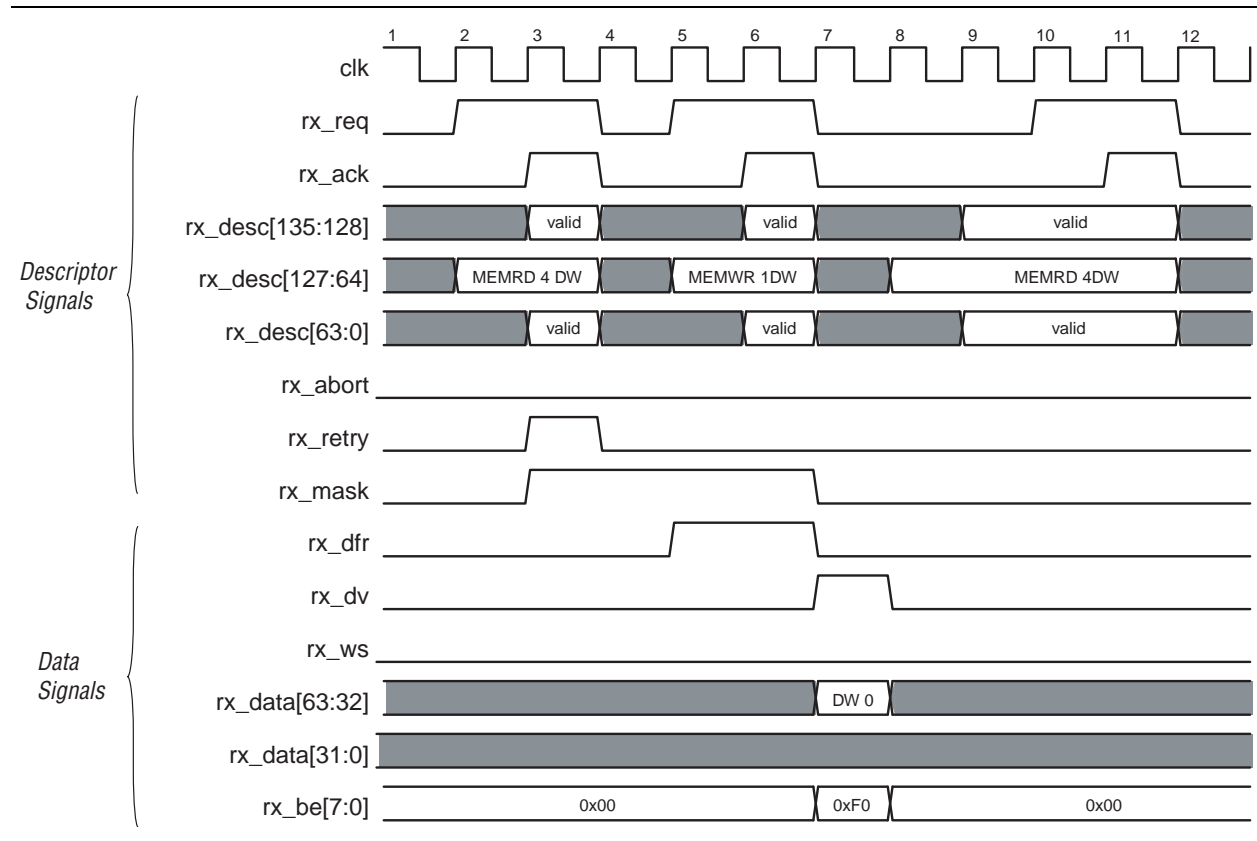 1 2 3 4 5 6 7 8 9 10 11 12
clk
rx_req
rx_ack
rx_desc[135:128] valid valid valid
Descriptor
Signals
rx_desc[127:64] MEMRD 4 DW MEMWR 1DW MEMRD 4DW
rx_desc[63:0] valid valid valid
rx_abort
rx_retry
rx_mask
rx_dfr
rx_dv
rx_ws
Data
Signals
rx_data[63:32] DW 0
rx_data[31:0]
rx_be[7:0] 0x00 0xF0 0x00